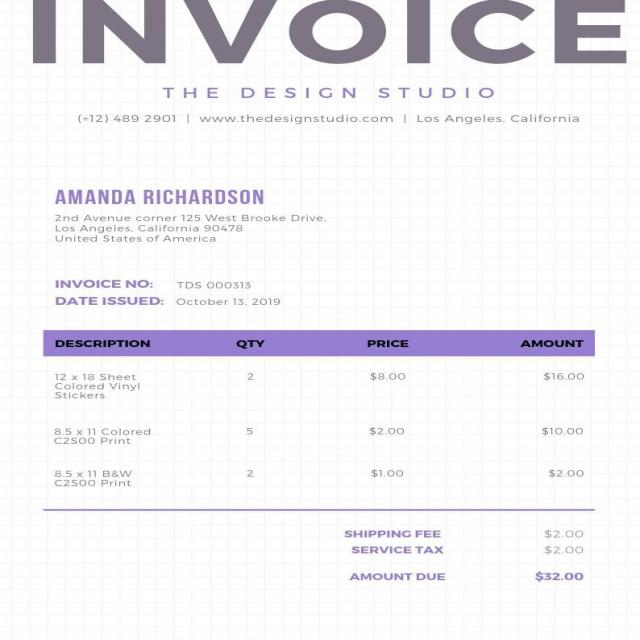 INVOICE
THE DESIGN STUDIO
(+12) 489 2901 | www.thedesignstudio.com | Los Angeles, California
AMANDA RICHARDSON
2nd Avenue corner 125 West Brooke Drive,
Los Angeles, California 90478
United States of America
INVOICE NO: TDS 000313
DATE ISSUED: October 13, 2019
DESCRIPTION QTY PRICE AMOUNT
12 x 18 Sheet 2 $8.00 $16.00
Colored Vinyl
Stickers
8.5 x 11 Colored 5 $2.00 $10.00
C2S00 Print
8.5 x 11 B&W 2 $1.00 $2.00
C2S00 Print
SHIPPING FEE $2.00
SERVICE TAX $2.00
AMOUNT DUE $32.00